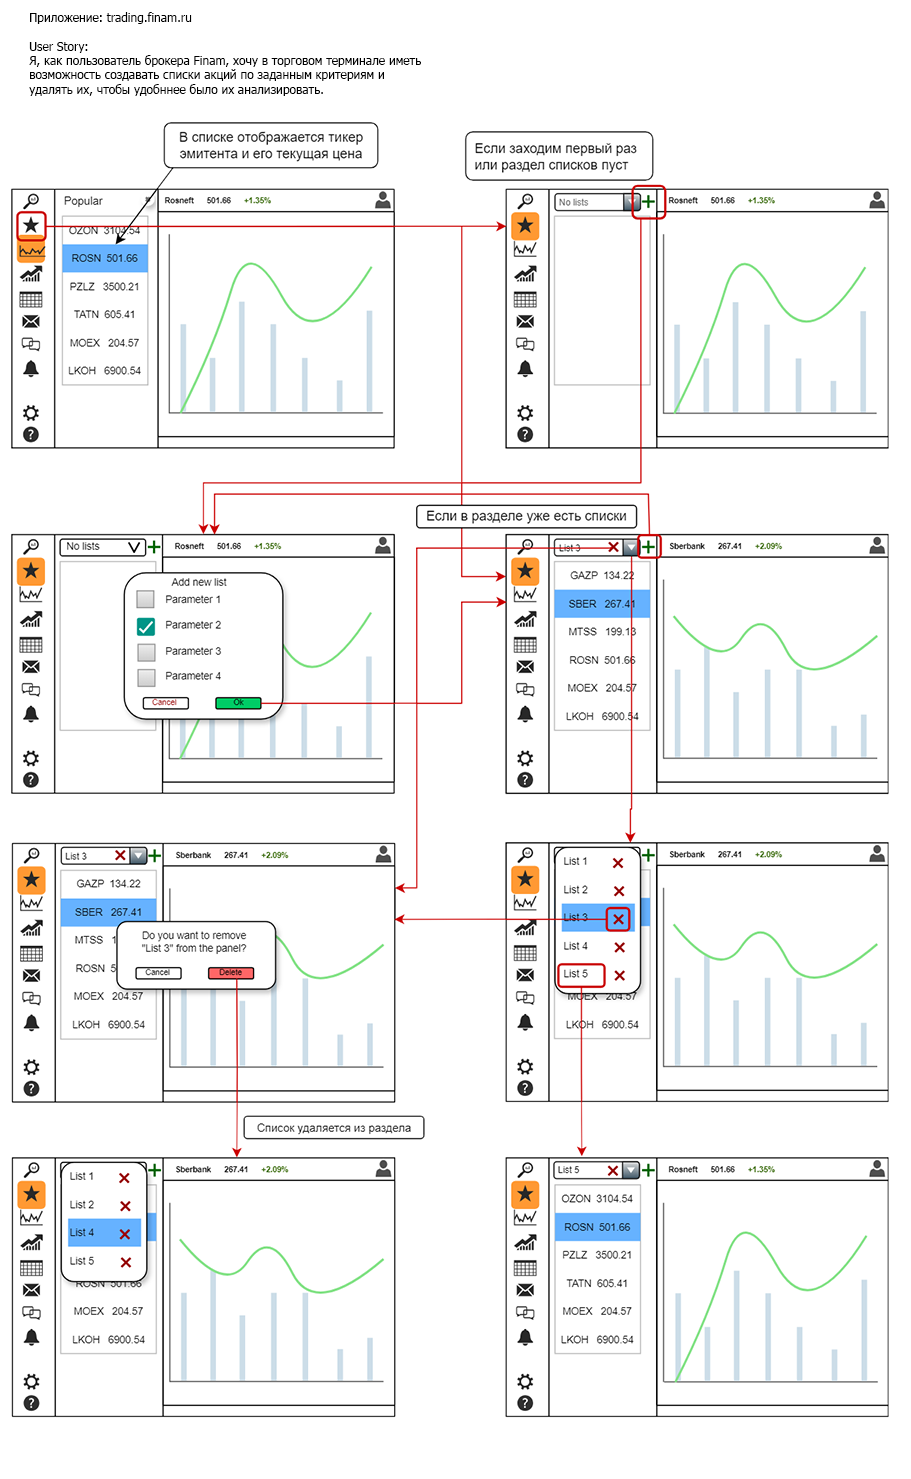 Приложение: trading.finam.ru
User Story:
Я, как пользователь брокера Finam, хочу в торговом терминале иметь
возможность создавать списки акций по заданным критериям и
удалять их, чтобы удобннее было их анализировать.
В списке отображается тикер
эмитента и его текущая цена
Если заходим первый раз
или раздел списков пуст
Popular
Rosneft 501.66 +1.35%
OZON 3104.54
ROSN 501.66
PZLZ 3500.21
TATN 605.41
MOEX 204.57
LKOH 6900.54
?
No lists
Rosneft 501.66 +1.35%
?
Если в разделе уже есть списки
No lists
Rosneft 501.66 +1.35%
Add new list
Parameter 1
Parameter 2
Parameter 3
Parameter 4
Cancel Ok
?
List 3
Sberbank 267.41 +2.09%
GAZP 134.22
SBER 267.41
MTSS 199.13
ROSN 501.66
MOEX 204.57
LKOH 6900.54
?
List 3
Sberbank 267.41 +2.09%
GAZP 134.22
SBER 267.41
MTSS 1
ROSN 5
MOEX 204.57
LKOH 6900.54
Do you want to remove
"List 3" from the panel?
Cancel Delete
?
Sberbank 267.41 +2.09%
List 1
List 2
List 3
List 4
List 5
MOEX 204.57
LKOH 6900.54
?
Список удаляется из раздела
Sberbank 267.41 +2.09%
List 1
List 2
List 4
List 5
ROSN 501.66
MOEX 204.57
LKOH 6900.54
?
List 5
Rosneft 501.66 +1.35%
OZON 3104.54
ROSN 501.66
PZLZ 3500.21
TATN 605.41
MOEX 204.57
LKOH 6900.54
?